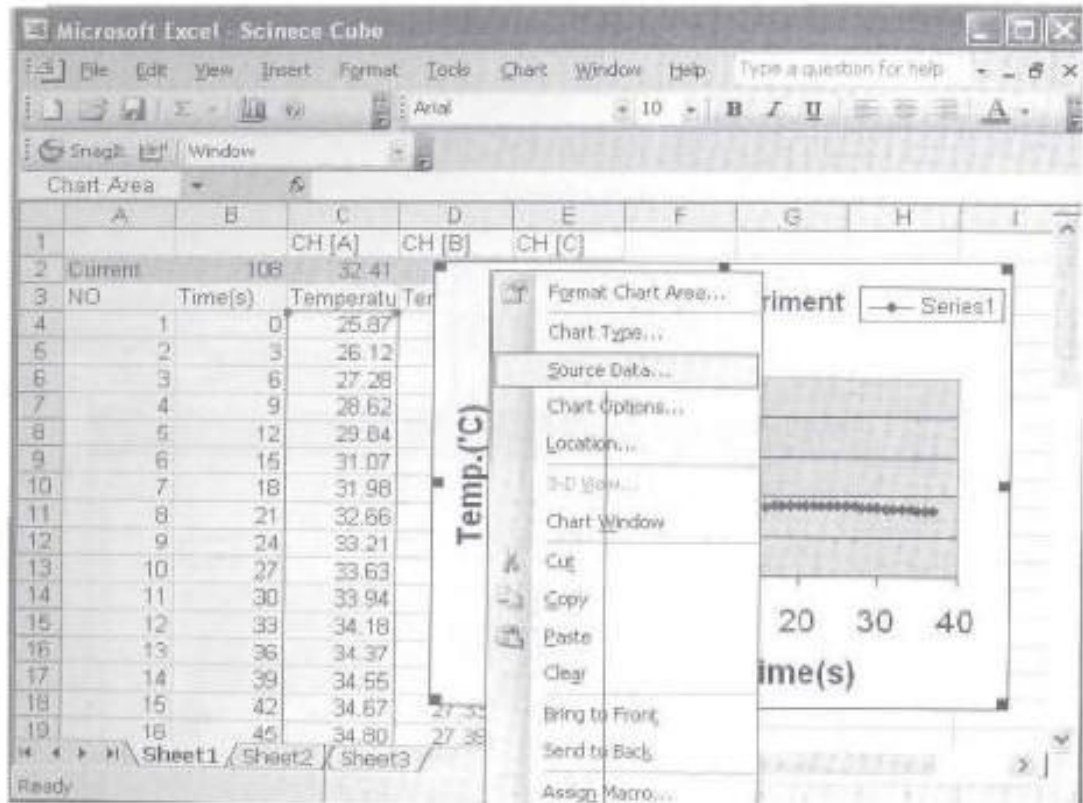 Microsoft Excel - Scinece Cube
File Edit View Insert Format Tools Chart Window Help Type a question for help
Arial 10 B I U A
SnagIt Window
Chart Area
A B C D E F G H I
1 CH [A] CH [B] CH [C]
2 Current 108 32.41
3 NO Time(s) Temperatu Ter
4 1 0 25.87
5 2 3 26.12
6 3 6 27.28
7 4 9 28.62
8 5 12 29.84
9 6 15 31.07
10 7 18 31.98
11 8 21 32.66
12 9 24 33.21
13 10 27 33.63
14 11 30 33.94
15 12 33 34.18
16 13 36 34.37
17 14 39 34.55
18 15 42 34.67
19 16 45 34.80 27.39
Format Chart Area...
Chart Type...
Source Data...
Chart Options...
Location...
3-D View...
Chart Window
Cut
Copy
Paste
Clear
Bring to Front
Send to Back
Assign Macro...
riment Series1
Temp.('C)
20 30 40
ime(s)
Sheet1 Sheet2 Sheet3
Ready